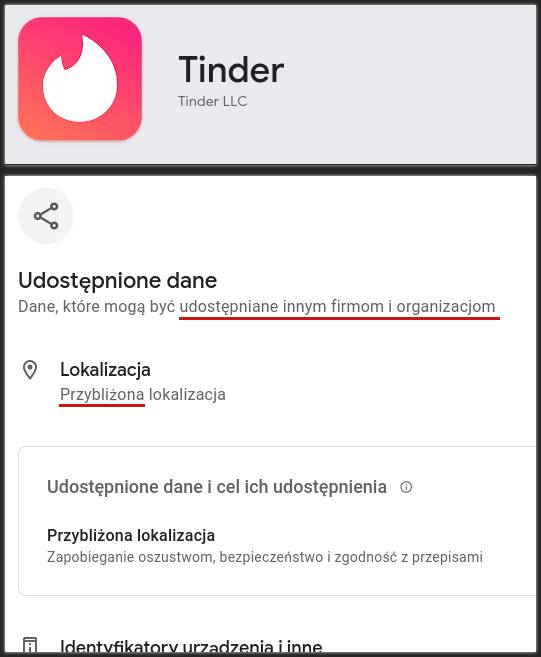 Tinder
Tinder LLC
Udostępnione dane
Dane, które mogą być udostępniane innym firmom i organizacjom
Lokalizacja
Przybliżona lokalizacja
Udostępnione dane i cel ich udostępnienia
Przybliżona lokalizacja
Zapobieganie oszustwom, bezpieczeństwo i zgodność z przepisami
Identyfikatory urządzenia i inne